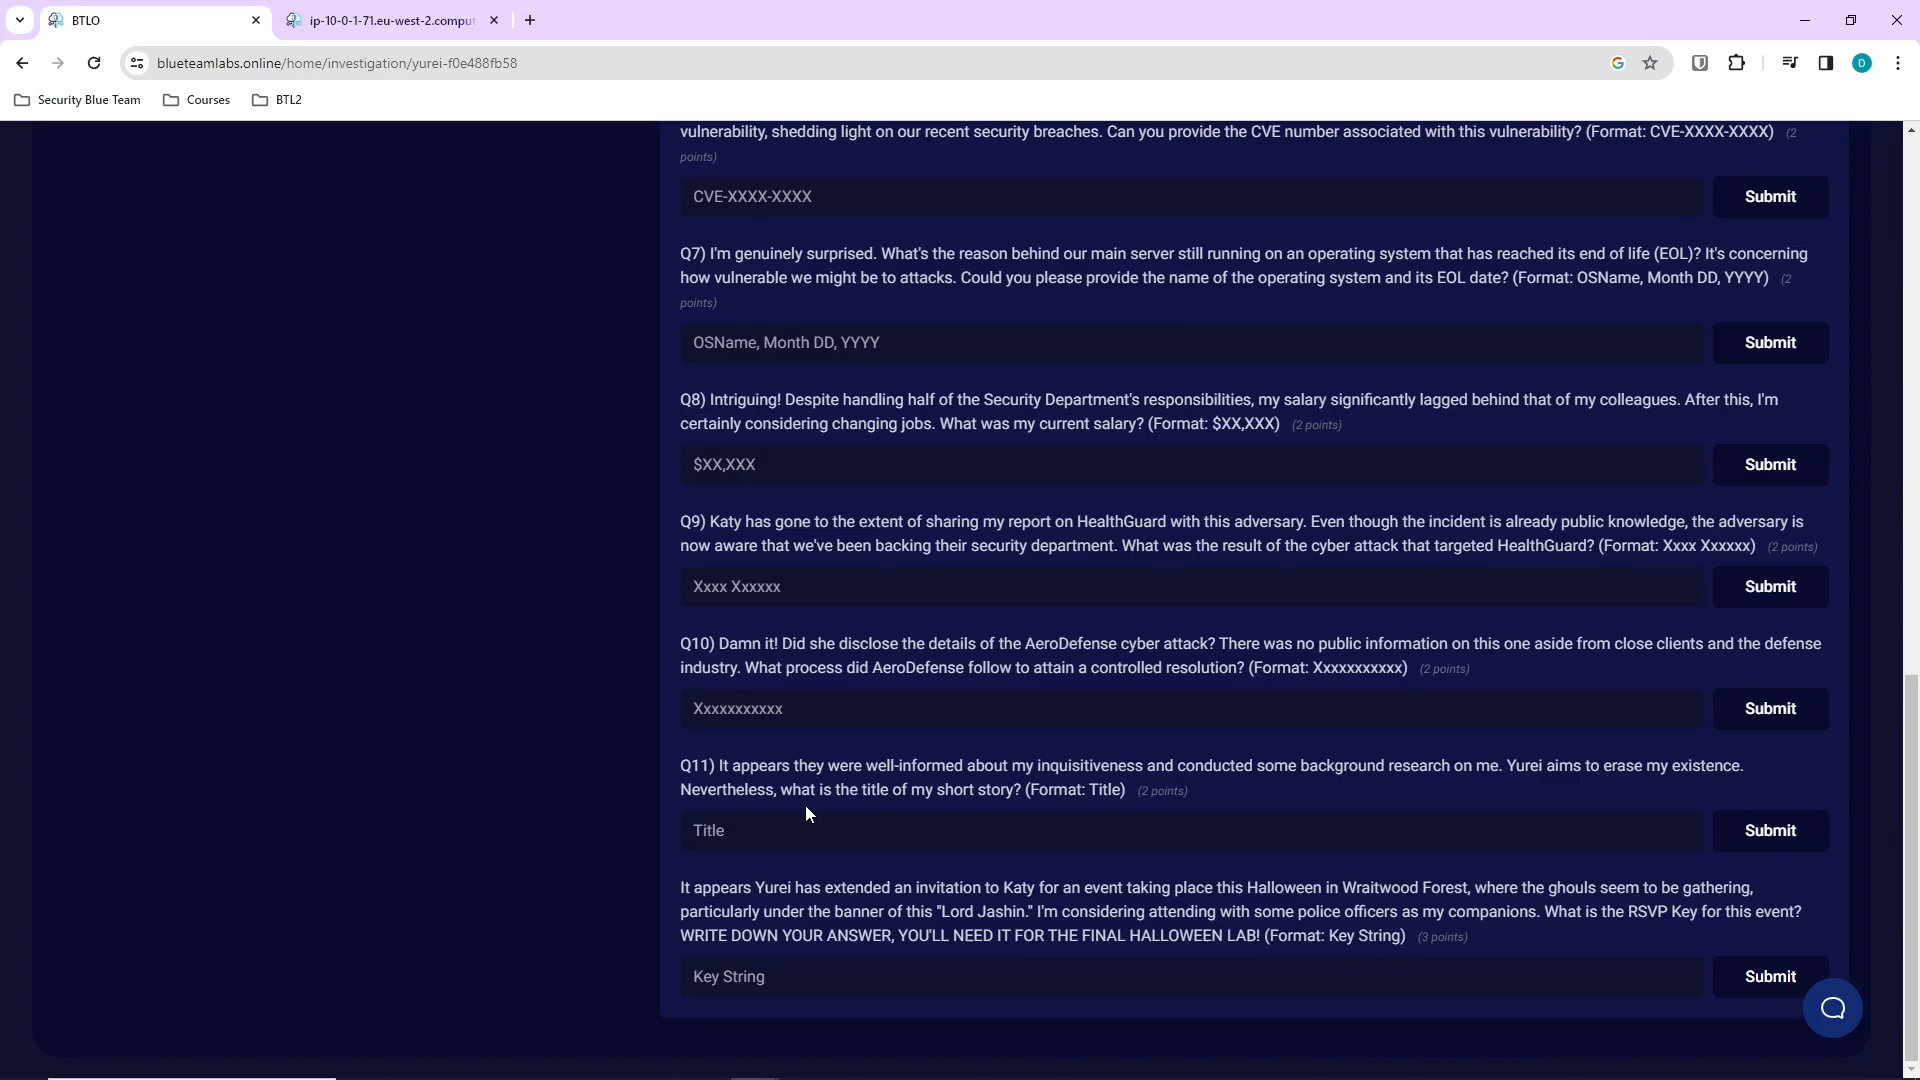 BTLO
ip-10-0-1-71.eu-west-2.comput
blueteamlabs.online/home/investigation/yurei-f0e488fb58
D
Security Blue Team
Courses
BTL2
vulnerability, shedding light on our recent security breaches. Can you provide the CVE number associated with this vulnerability? (Format: CVE-XXXX-XXXX) (2
points)
CVE-XXXX-XXXX
Submit
Q7) I'm genuinely surprised. What's the reason behind our main server still running on an operating system that has reached its end of life (EOL)? It's concerning
how vulnerable we might be to attacks. Could you please provide the name of the operating system and its EOL date? (Format: OSName, Month DD, YYYY) (2
points)
OSName, Month DD, YYYY
Submit
Q8) Intriguing! Despite handling half of the Security Department's responsibilities, my salary significantly lagged behind that of my colleagues. After this, I'm
certainly considering changing jobs. What was my current salary? (Format: $XX,XXX) (2 points)
$XX,XXX
Submit
Q9) Katy has gone to the extent of sharing my report on HealthGuard with this adversary. Even though the incident is already public knowledge, the adversary is
now aware that we've been backing their security department. What was the result of the cyber attack that targeted HealthGuard? (Format: Xxxx Xxxxxx) (2 points)
Xxxx Xxxxxx
Submit
Q10) Damn it! Did she disclose the details of the AeroDefense cyber attack? There was no public information on this one aside from close clients and the defense
industry. What process did AeroDefense follow to attain a controlled resolution? (Format: Xxxxxxxxxxx) (2 points)
Xxxxxxxxxxx
Submit
Q11) It appears they were well-informed about my inquisitiveness and conducted some background research on me. Yurei aims to erase my existence.
Nevertheless, what is the title of my short story? (Format: Title) (2 points)
Title
Submit
It appears Yurei has extended an invitation to Katy for an event taking place this Halloween in Wraitwood Forest, where the ghouls seem to be gathering,
particularly under the banner of this "Lord Jashin." I'm considering attending with some police officers as my companions. What is the RSVP Key for this event?
WRITE DOWN YOUR ANSWER, YOU'LL NEED IT FOR THE FINAL HALLOWEEN LAB! (Format: Key String) (3 points)
Key String
Submit